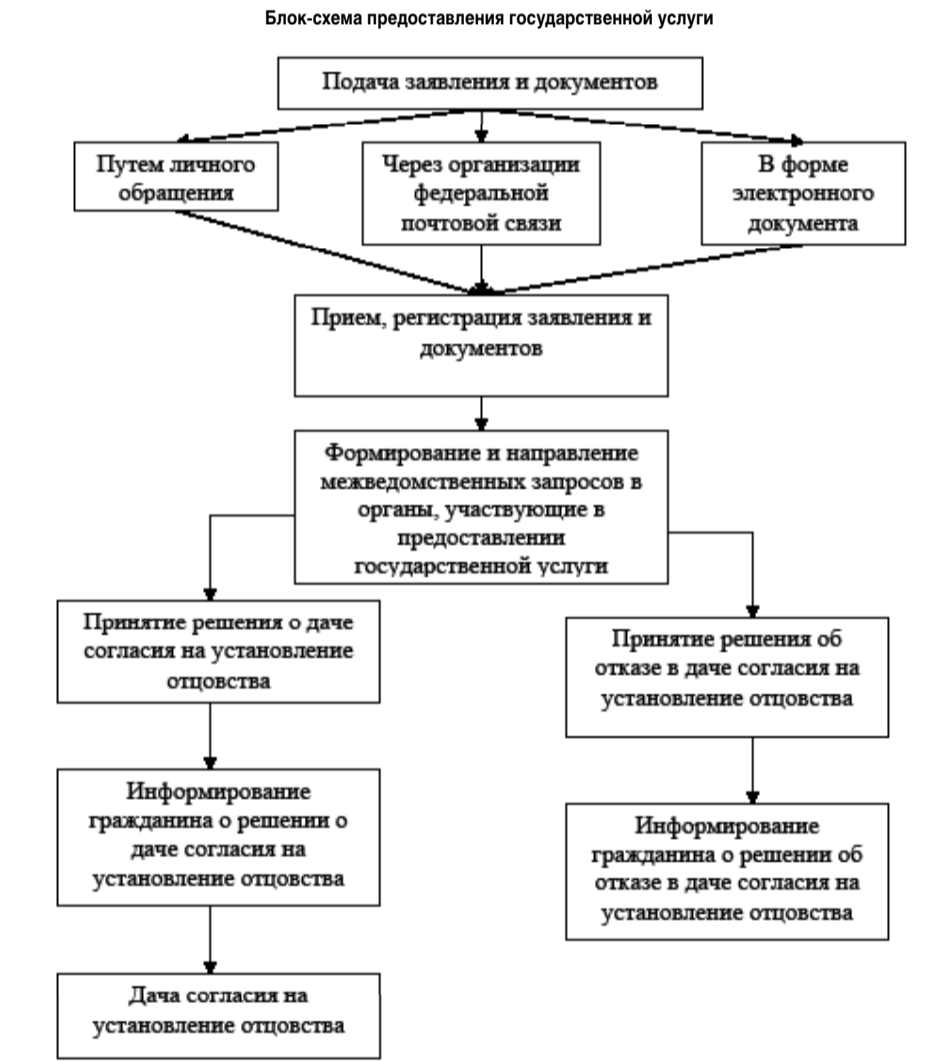 Блок-схема предоставления государственной услуги
Подача заявления и документов
Путем личного
обращения
Через организации
федеральной
почтовой связи
В форме
электронного
документа
Прием, регистрация заявления и
документов
Формирование и направление
межведомственных запросов в
органы, участвующие в
предоставлении
государственной услуги
Принятие решения о даче
согласия на установление
отцовства
Принятие решения об
отказе в даче согласия на
установление отцовства
Информирование
гражданина о решении о
даче согласия на
установление отцовства
Информирование
гражданина о решении об
отказе в даче согласия на
установление отцовства
Дача согласия на
установление отцовства